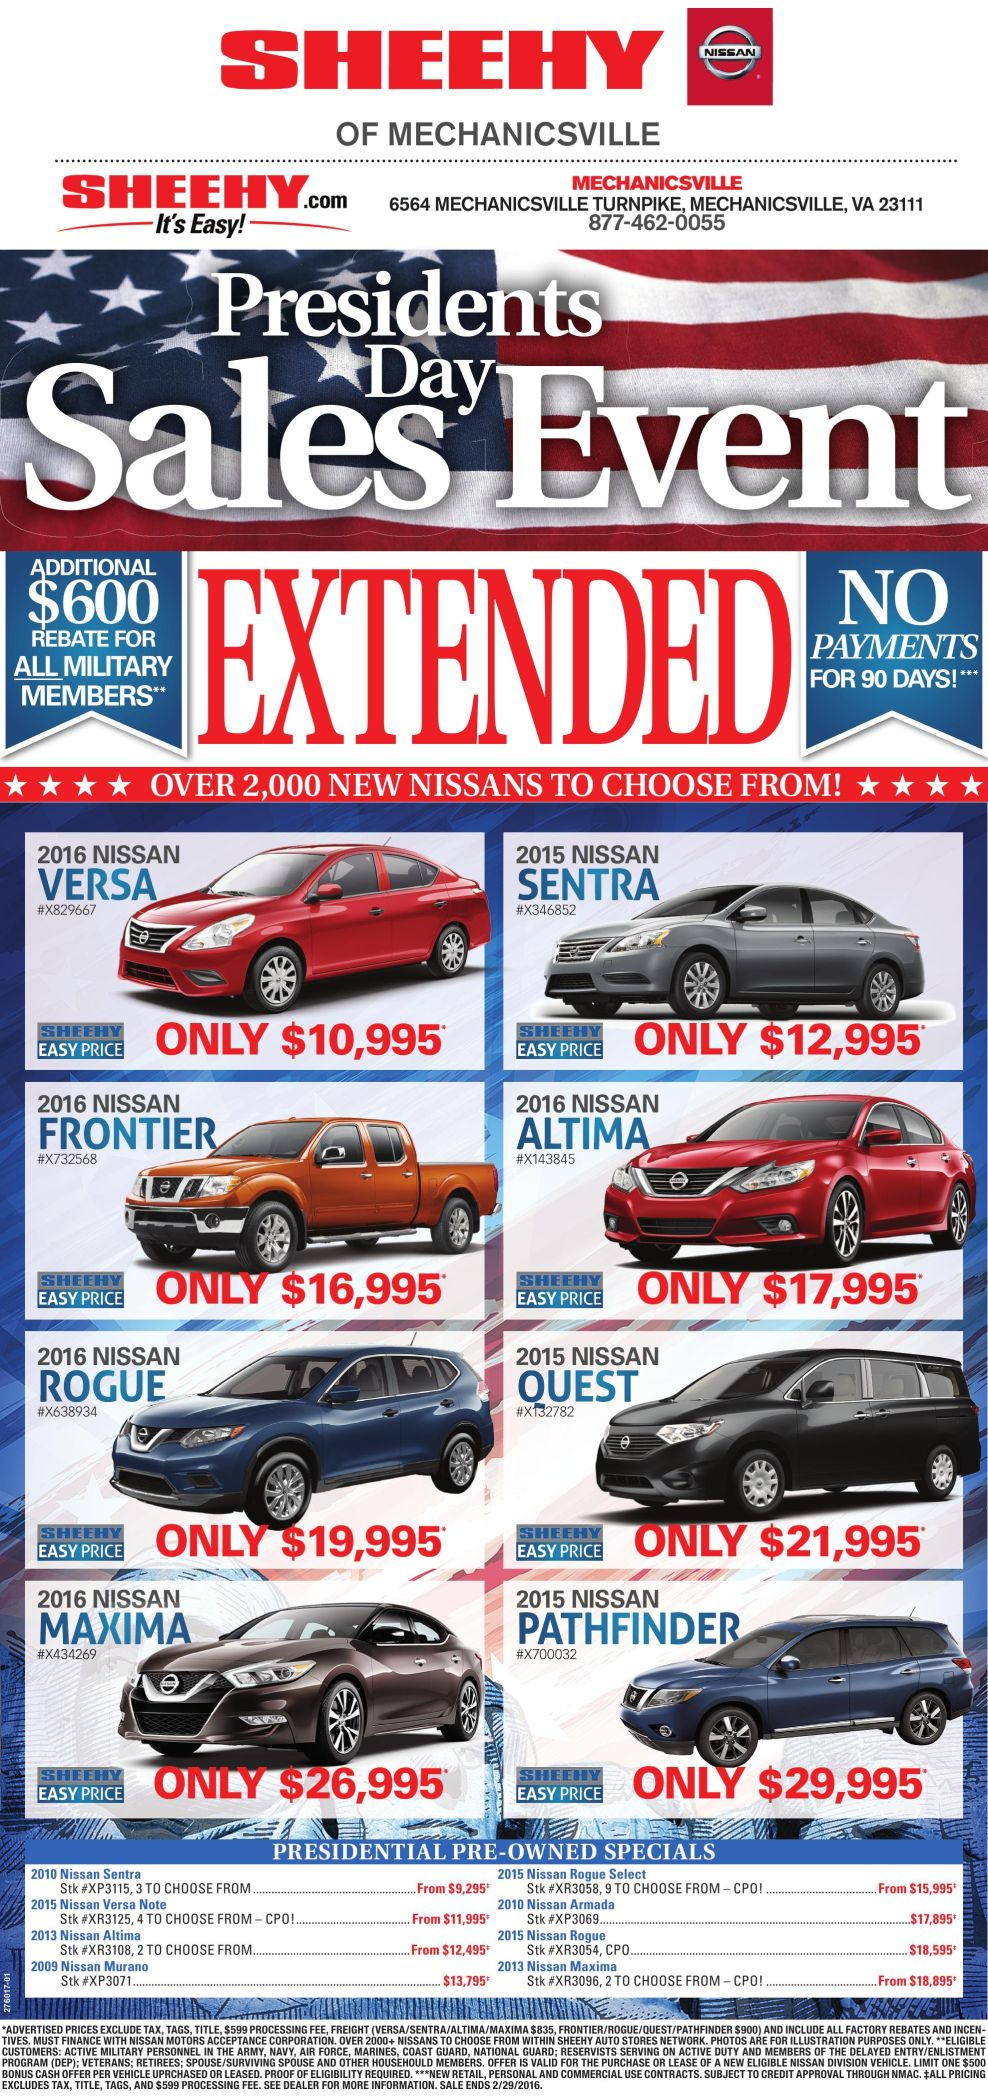 SHEEHY
NISSAN
OF MECHANICSVILLE
SHEEHY.com
It's Easy!
MECHANICSVILLE
6564 MECHANICSVILLE TURNPIKE, MECHANICSVILLE, VA 23111
877-462-0055
Presidents
Day
Sales Event
ADDITIONAL
$600
REBATE FOR
ALL MILITARY
MEMBERS**
EXTENDED
NO
PAYMENTS
FOR 90 DAYS!***
OVER 2,000 NEW NISSANS TO CHOOSE FROM!
2016 NISSAN
VERSA
#X829667
SHEEHY
EASY PRICE
ONLY $10,995*
2015 NISSAN
SENTRA
#X346852
SHEEHY
EASY PRICE
ONLY $12,995*
2016 NISSAN
FRONTIER
#X732568
SHEEHY
EASY PRICE
ONLY $16,995*
2016 NISSAN
ALTIMA
#X143845
SHEEHY
EASY PRICE
ONLY $17,995*
2016 NISSAN
ROGUE
#X638934
SHEEHY
EASY PRICE
ONLY $19,995*
2015 NISSAN
QUEST
#X132782
SHEEHY
EASY PRICE
ONLY $21,995*
2016 NISSAN
MAXIMA
#X434269
SHEEHY
EASY PRICE
ONLY $26,995*
2015 NISSAN
PATHFINDER
#X700032
SHEEHY
EASY PRICE
ONLY $29,995*
PRESIDENTIAL PRE-OWNED SPECIALS
2010 Nissan Sentra
Stk #XP3115, 3 TO CHOOSE FROM From $9,295‡
2015 Nissan Versa Note
Stk #XR3125, 4 TO CHOOSE FROM – CPO! From $11,995‡
2013 Nissan Altima
Stk #XR3108, 2 TO CHOOSE FROM From $12,495‡
2009 Nissan Murano
Stk #XP3071 $13,795‡
2015 Nissan Rogue Select
Stk #XR3058, 9 TO CHOOSE FROM – CPO! From $15,995‡
2010 Nissan Armada
Stk #XP3069 $17,895‡
2015 Nissan Rogue
Stk #XR3054, CPO $18,595‡
2013 Nissan Maxima
Stk #XR3096, 2 TO CHOOSE FROM – CPO! From $18,895‡
276017-01
*ADVERTISED PRICES EXCLUDE TAX, TAGS, TITLE, $599 PROCESSING FEE, FREIGHT (VERSA/SENTRA/ALTIMA/MAXIMA $835, FRONTIER/ROGUE/QUEST/PATHFINDER $900) AND INCLUDE ALL FACTORY REBATES AND INCEN-
TIVES. MUST FINANCE WITH NISSAN MOTORS ACCEPTANCE CORPORATION. OVER 2000+ NISSANS TO CHOOSE FROM WITHIN SHEEHY AUTO STORES NETWORK. PHOTOS ARE FOR ILLUSTRATION PURPOSES ONLY. **ELIGIBLE
CUSTOMERS: ACTIVE MILITARY PERSONNEL IN THE ARMY, NAVY, AIR FORCE, MARINES, COAST GUARD, NATIONAL GUARD; RESERVISTS SERVING ON ACTIVE DUTY AND MEMBERS OF THE DELAYED ENTRY/ENLISTMENT
PROGRAM (DEP); VETERANS; RETIREES; SPOUSE/SURVIVING SPOUSE AND OTHER HOUSEHOULD MEMBERS. OFFER IS VALID FOR THE PURCHASE OR LEASE OF A NEW ELIGIBLE NISSAN DIVISION VEHICLE. LIMIT ONE $500
BONUS CASH OFFER PER VEHICLE UPRCHASED OR LEASED. PROOF OF ELIGIBILITY REQUIRED. ***NEW RETAIL, PERSONAL AND COMMERCIAL USE CONTRACTS. SUBJECT TO CREDIT APPROVAL THROUGH NMAC. ‡ALL PRICING
EXCLUDES TAX, TITLE, TAGS, AND $599 PROCESSING FEE. SEE DEALER FOR MORE INFORMATION. SALE ENDS 2/29/2016.